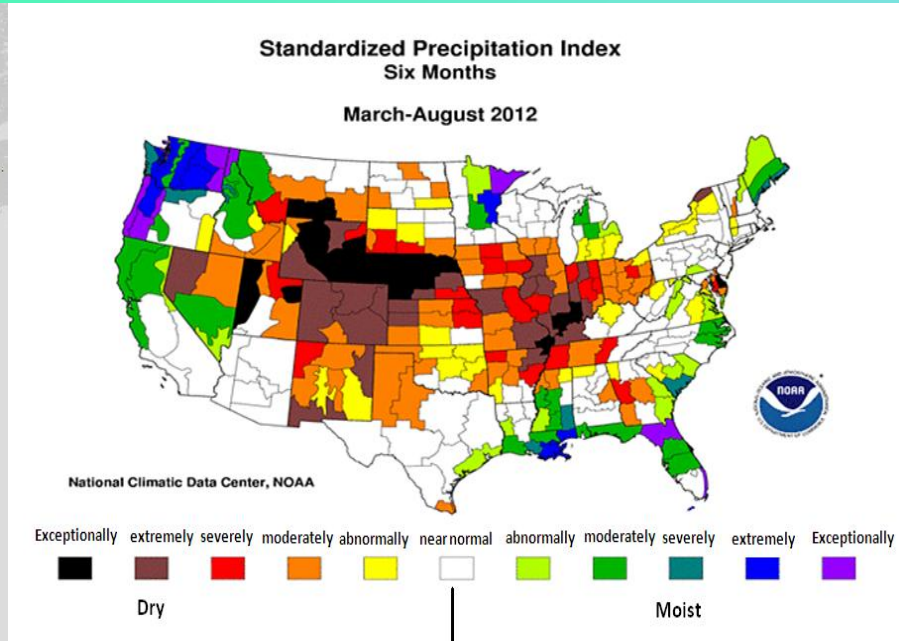 Standardized Precipitation Index
Six Months
March-August 2012
NOAA
National Climatic Data Center, NOAA
Exceptionally extremely severely moderately abnormally near normal abnormally moderately severely extremely Exceptionally
Dry Moist